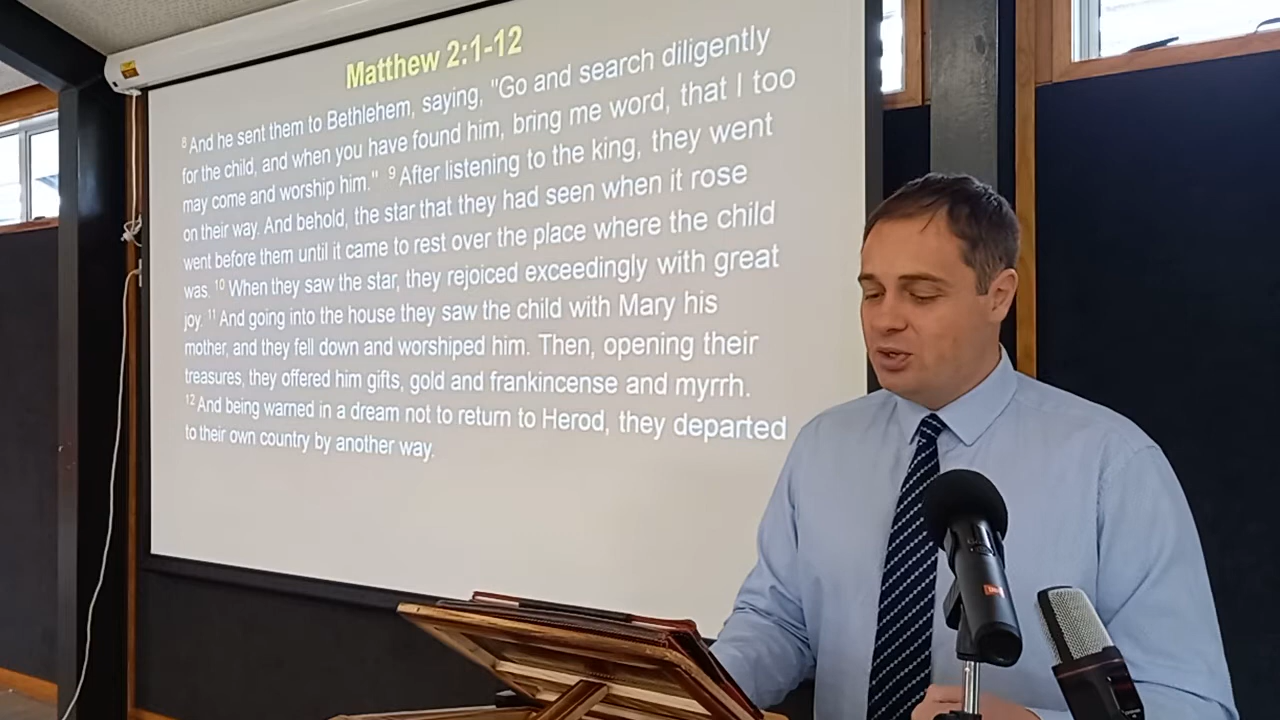 Matthew 2:1-12
8 And he sent them to Bethlehem, saying, "Go and search diligently
for the child, and when you have found him, bring me word, that I too
may come and worship him." 9 After listening to the king, they went
on their way. And behold, the star that they had seen when it rose
went before them until it came to rest over the place where the child
was. 10 When they saw the star, they rejoiced exceedingly with great
joy. 11 And going into the house they saw the child with Mary his
mother, and they fell down and worshiped him. Then, opening their
treasures, they offered him gifts, gold and frankincense and myrrh.
12 And being warned in a dream not to return to Herod, they departed
to their own country by another way.